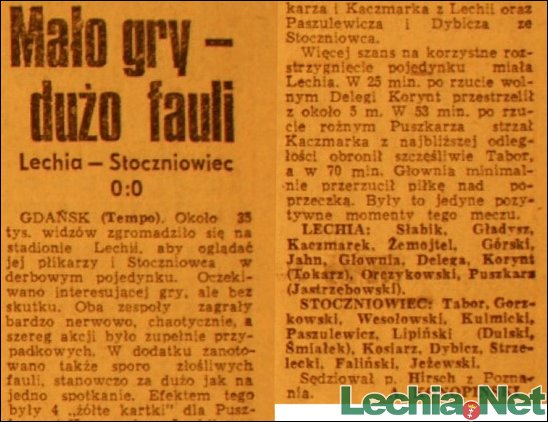 Mało gry –
dużo fauli
Lechia — Stoczniowiec
0:0
GDAŃSK (Tempo). Około 35
tys. widzów zgromadziło się na
stadionie Lechii, aby oglądać
jej piłkarzy i Stoczniowca w
derbowym pojedynku. Oczeki-
wano interesującej gry, ale bez
skutku. Oba zespoły zagrały
bardzo nerwowo, chaotycznie, a
szereg akcji było zupełnie przy-
padkowych. W dodatku zanoto-
wano także sporo złośliwych
fauli, stanowczo za dużo jak na
jedno spotkanie. Efektem tego
były 4 „żółte kartki" dla Pusz-
karza i Kaczmarka z Lechii oraz
Paszulewicza i Dybicza ze
Stoczniowca.
Więcej szans na korzystne roz-
strzygnięcie pojedynku miała
Lechia. W 25 min. po rzucie wol-
nym Delegi Korynt przestrzelił
z około 5 m. W 53 min. po rzu-
cie rożnym Puszkarza strzał
Kaczmarka z najbliższej odleg-
łości obronił szczęśliwie Tabor,
a w 70 min. Głownia minimal-
nie przerzucił piłkę nad po-
przeczką. Były to jedyne pozy-
tywne momenty tego meczu.
LECHIA: Słabik, Gładysz,
Kaczmarek, Żemojtel, Górski,
Jahn, Głownia, Delega, Korynt
(Tokarz), Orczykowski, Puszkarz
(Jastrzębowski).
STOCZNIOWIEC: Tabor, Gorz-
kowski, Wesołowski, Kulmicki,
Paszulewicz, Lipiński (Dulski,
Śmiałek), Kosiarz, Dybicz, Strze-
lecki, Faliński, Jeżewski.
Sędziował p. Hirsch z Pozna-
nia.
Lechia.Net